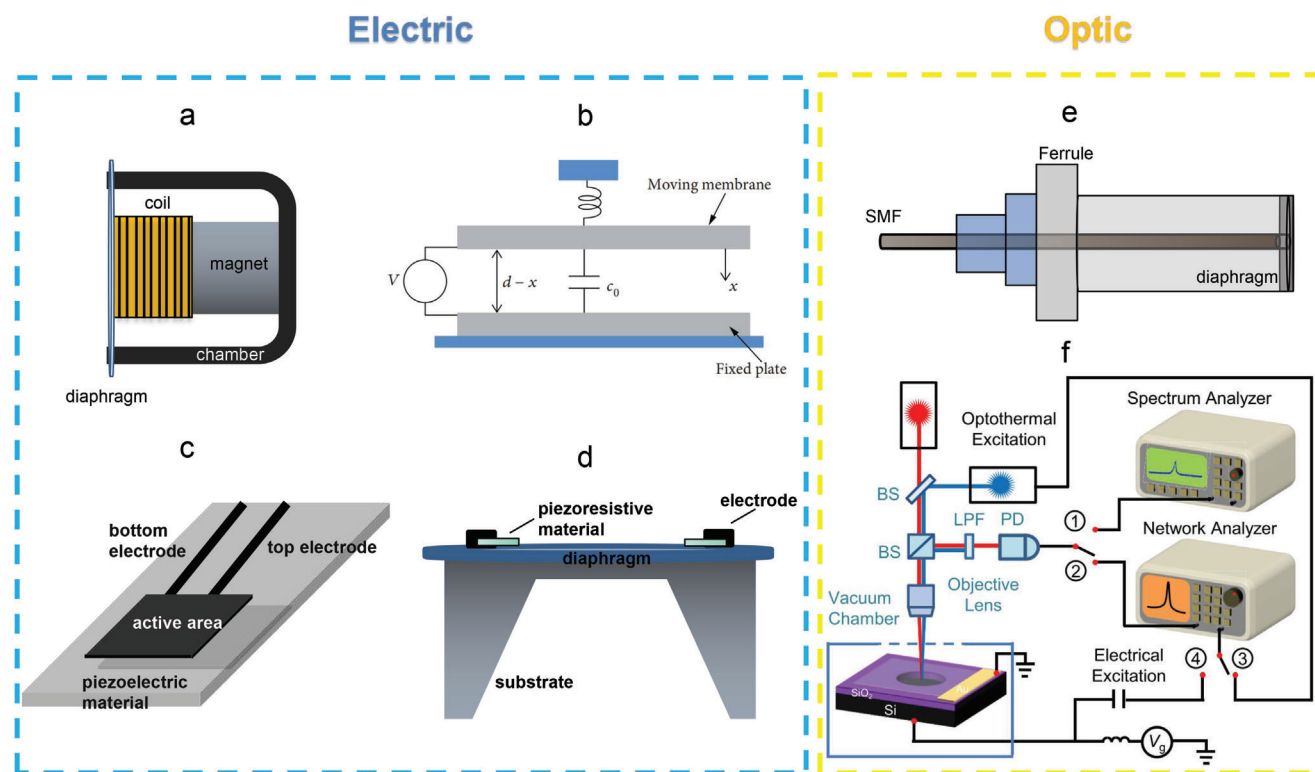 Electric
Optic
a
coil
magnet
chamber
diaphragm
b
Moving membrane
V
d − x
c₀
x
Fixed plate
c
bottom
electrode
top electrode
active area
piezoelectric
material
d
piezoresistive
material
electrode
diaphragm
substrate
e
Ferrule
SMF
diaphragm
f
Optothermal
Excitation
Spectrum Analyzer
BS
LPF PD
①
Network Analyzer
BS
②
Objective
Lens
Vacuum
Chamber
Electrical
Excitation
④
③
SiO₂
Au
Si
Vg